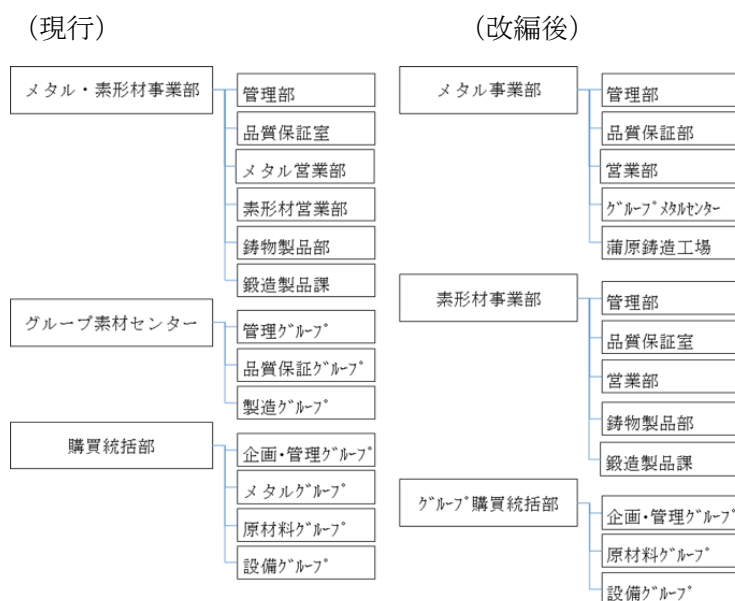 （現行）
メタル・素形材事業部
管理部
品質保証室
メタル営業部
素形材営業部
鋳物製品部
鍛造製品課
グループ素材センター
管理ｸﾞﾙｰﾌﾟ
品質保証ｸﾞﾙｰﾌﾟ
製造ｸﾞﾙｰﾌﾟ
購買統括部
企画・管理ｸﾞﾙｰﾌﾟ
メタルｸﾞﾙｰﾌﾟ
原材料ｸﾞﾙｰﾌﾟ
設備ｸﾞﾙｰﾌﾟ
（改編後）
メタル事業部
管理部
品質保証部
営業部
ｸﾞﾙｰﾌﾟﾒﾀﾙｾﾝﾀｰ
蒲原鋳造工場
素形材事業部
管理部
品質保証室
営業部
鋳物製品部
鍛造製品課
ｸﾞﾙｰﾌﾟ購買統括部
企画・管理ｸﾞﾙｰﾌﾟ
原材料ｸﾞﾙｰﾌﾟ
設備ｸﾞﾙｰﾌﾟ